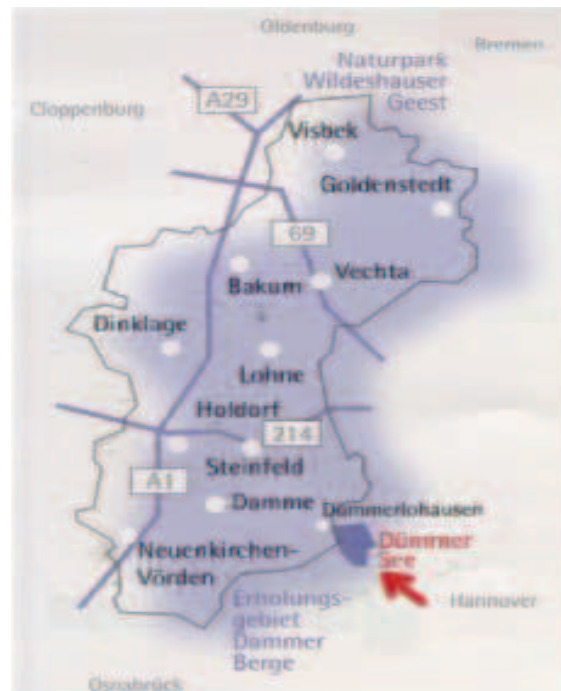 Oldenburg
Bremen
Naturpark
Wildeshauser
Geest
Cloppenburg
A29
Visbek
Goldenstedt
69
Vechta
Bakum
Dinklage
Lohne
Holdorf
214
Steinfeld
A1
Damme
Dümmerlohausen
Dümmer
See
Neuenkirchen-
Vörden
Erholungs-
gebiet
Dammer
Berge
Hannover
Osnabrück